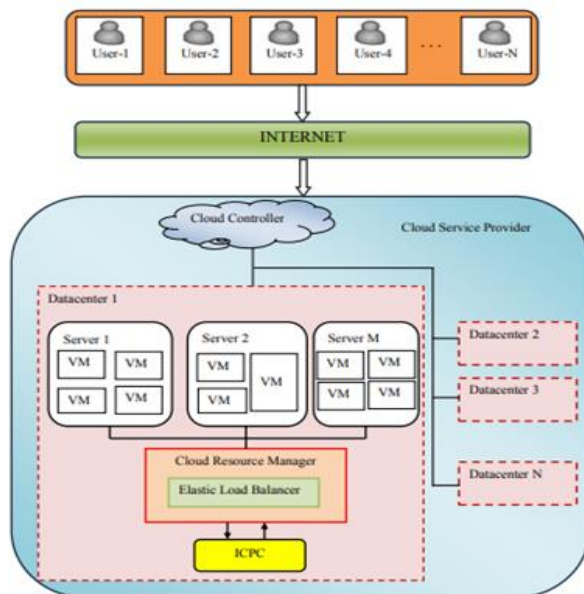 User-1 User-2 User-3 User-4 ... User-N
INTERNET
Cloud Controller
Cloud Service Provider
Datacenter 1
Server 1
VM VM
VM VM
Server 2
VM
VM
VM
Server M
VM VM
VM VM
Cloud Resource Manager
Elastic Load Balancer
ICPC
Datacenter 2
Datacenter 3
Datacenter N